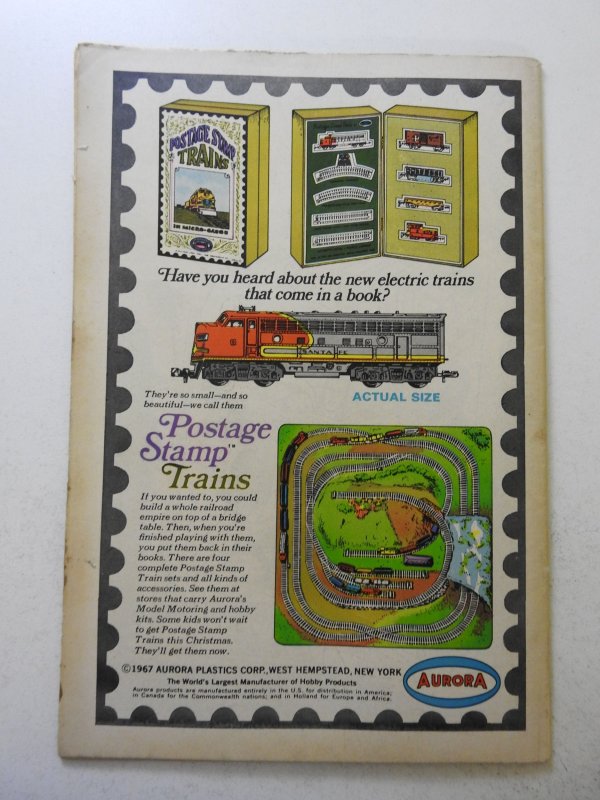 POSTAGE STAMP
TRAINS
IN MICRO-GAUGE
Have you heard about the new electric trains
that come in a book?
SANTA FE
They're so small—and so
beautiful—we call them
ACTUAL SIZE
Postage
Stamp™
Trains
If you wanted to, you could
build a whole railroad
empire on top of a bridge
table. Then, when you're
finished playing with them,
you put them back in their
books. There are four
complete Postage Stamp
Train sets and all kinds of
accessories. See them at
stores that carry Aurora's
Model Motoring and hobby
kits. Some kids won't wait
to get Postage Stamp
Trains this Christmas.
They'll get them now.
©1967 AURORA PLASTICS CORP., WEST HEMPSTEAD, NEW YORK
The World's Largest Manufacturer of Hobby Products
Aurora products are manufactured entirely in the U.S. for distribution in America;
in Canada for the Commonwealth nations; and in Holland for Europe and Africa.
AURORA